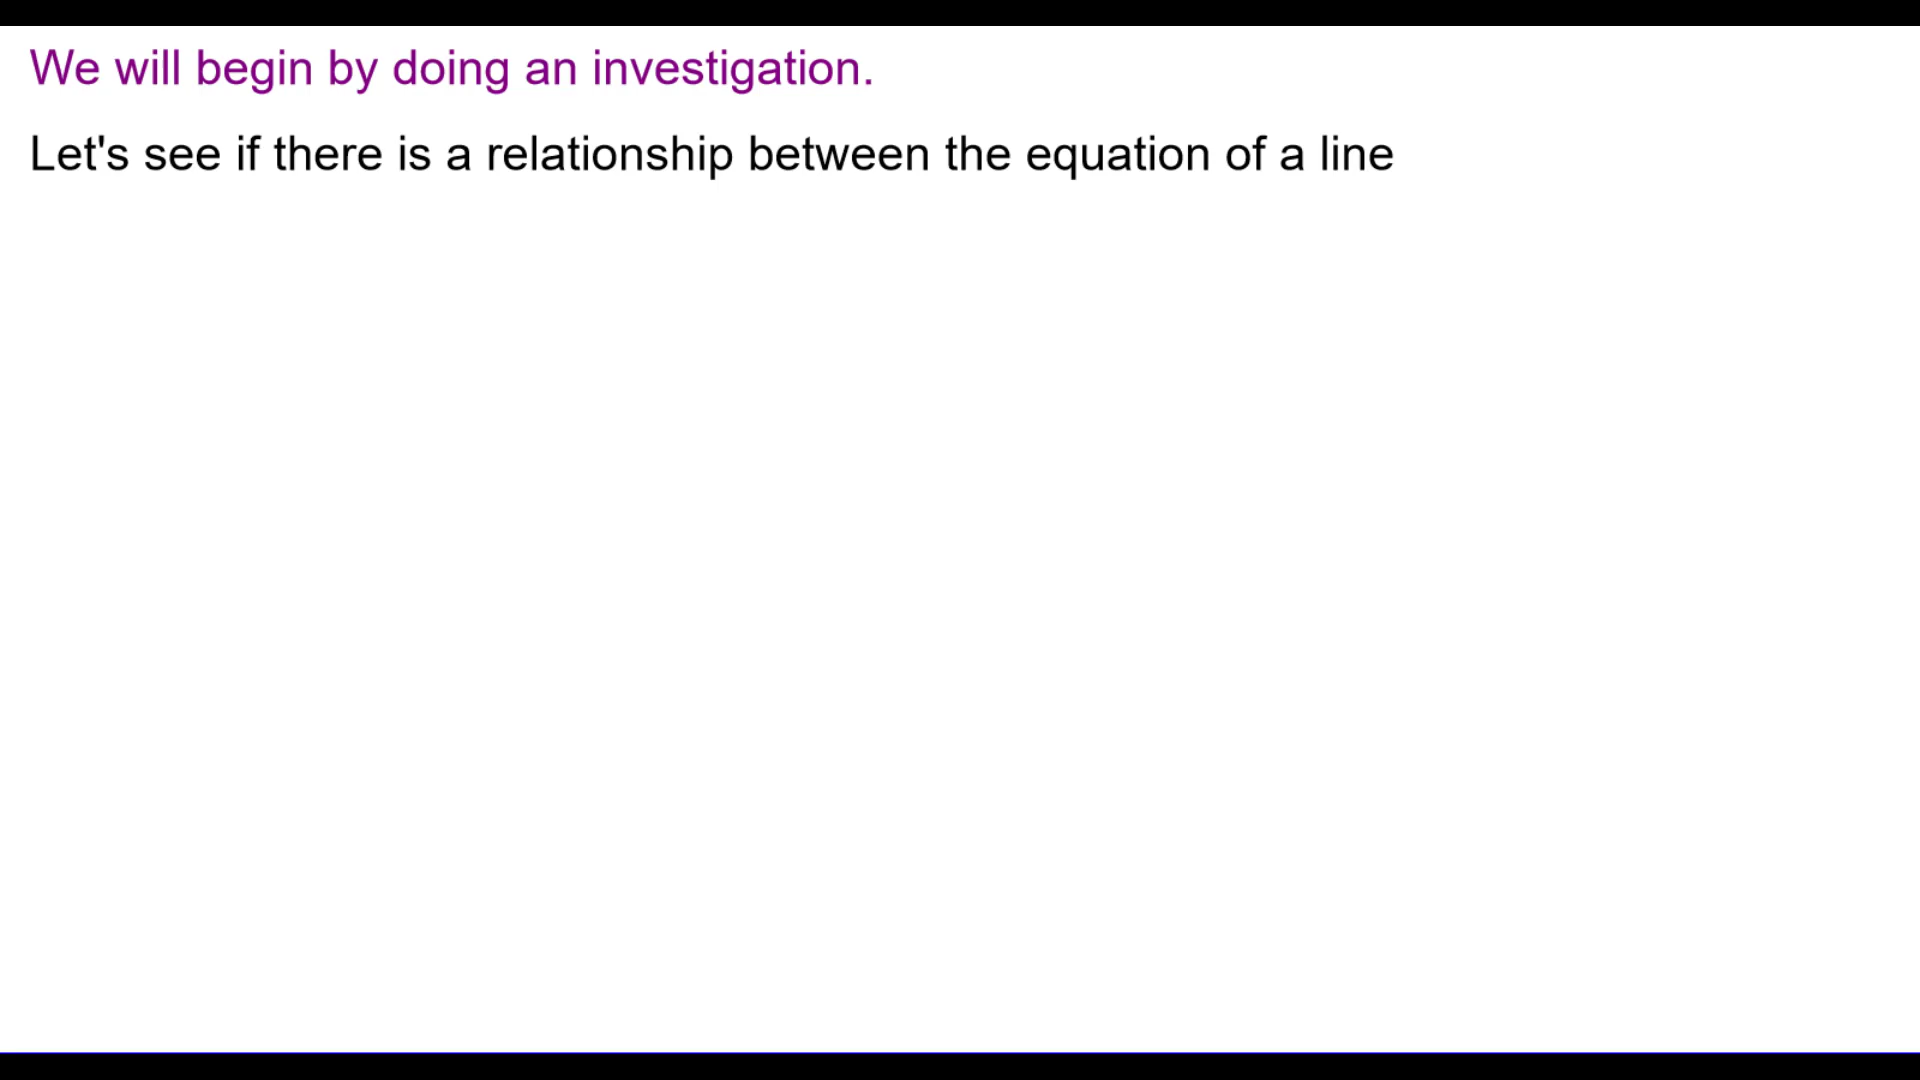 We will begin by doing an investigation.
Let's see if there is a relationship between the equation of a line